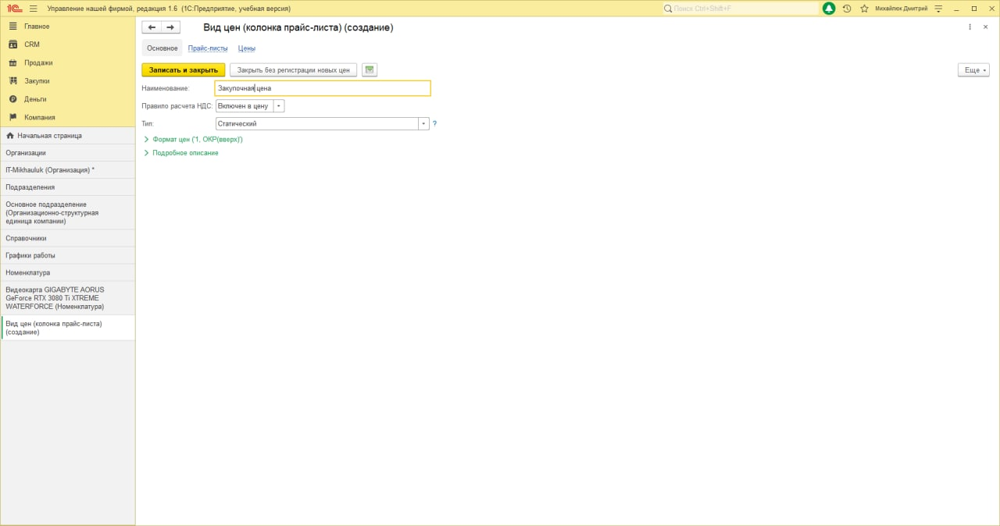 1С Управление нашей фирмой, редакция 1.6 (1С:Предприятие, учебная версия)
Поиск Ctrl+Shift+F
Михайлюк Дмитрий
Главное
CRM
Продажи
Закупки
Деньги
Компания
Начальная страница
Организации
IT-Mikhauluk (Организация) *
Подразделения
Основное подразделение
(Организационно-структурная
единица компании)
Справочники
Графики работы
Номенклатура
Видеокарта GIGABYTE AORUS
GeForce RTX 3080 Ti XTREME
WATERFORCE (Номенклатура)
Вид цен (колонка прайс-листа)
(создание)
Вид цен (колонка прайс-листа) (создание)
Основное Прайс-листы Цены
Записать и закрыть Закрыть без регистрации новых цен Еще
Наименование: Закупочная цена
Правило расчета НДС: Включен в цену
Тип: Статический ?
Формат цен ('1, ОКР(вверх)')
Подробное описание